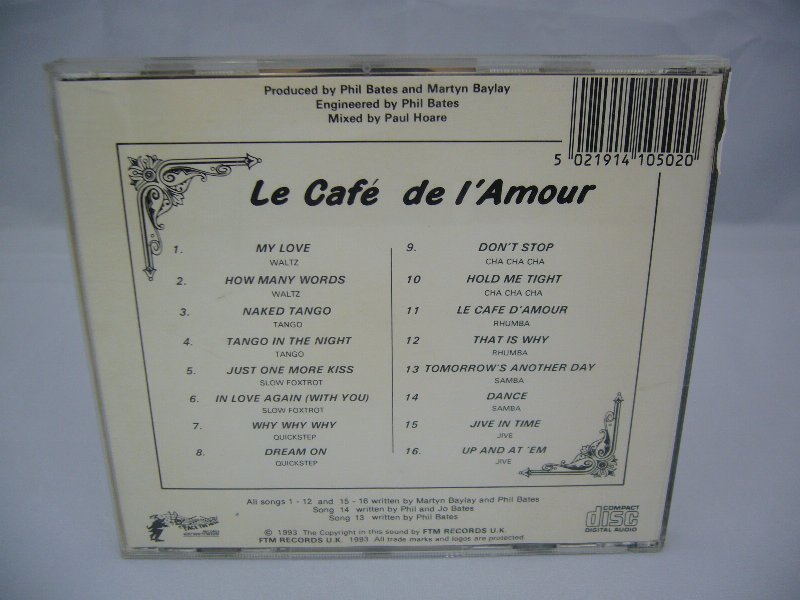 Produced by Phil Bates and Martyn Baylay
Engineered by Phil Bates
Mixed by Paul Hoare
5 021914 105020
Le Café de l'Amour
1. MY LOVE
WALTZ
2. HOW MANY WORDS
WALTZ
3. NAKED TANGO
TANGO
4. TANGO IN THE NIGHT
TANGO
5. JUST ONE MORE KISS
SLOW FOXTROT
6. IN LOVE AGAIN (WITH YOU)
SLOW FOXTROT
7. WHY WHY WHY
QUICKSTEP
8. DREAM ON
QUICKSTEP
9. DON'T STOP
CHA CHA CHA
10 HOLD ME TIGHT
CHA CHA CHA
11 LE CAFE D'AMOUR
RHUMBA
12 THAT IS WHY
RHUMBA
13 TOMORROW'S ANOTHER DAY
SAMBA
14 DANCE
SAMBA
15 JIVE IN TIME
JIVE
16. UP AND AT 'EM
JIVE
All songs 1 - 12 and 15 - 16 written by Martyn Baylay and Phil Bates
Song 14 written by Phil and Jo Bates
Song 13 written by Phil Bates
© 1993 The Copyright in this sound by FTM RECORDS U.K.
FTM RECORDS U.K. 1993 All trade marks and logos are protected.
COMPACT
disc
DIGITAL AUDIO